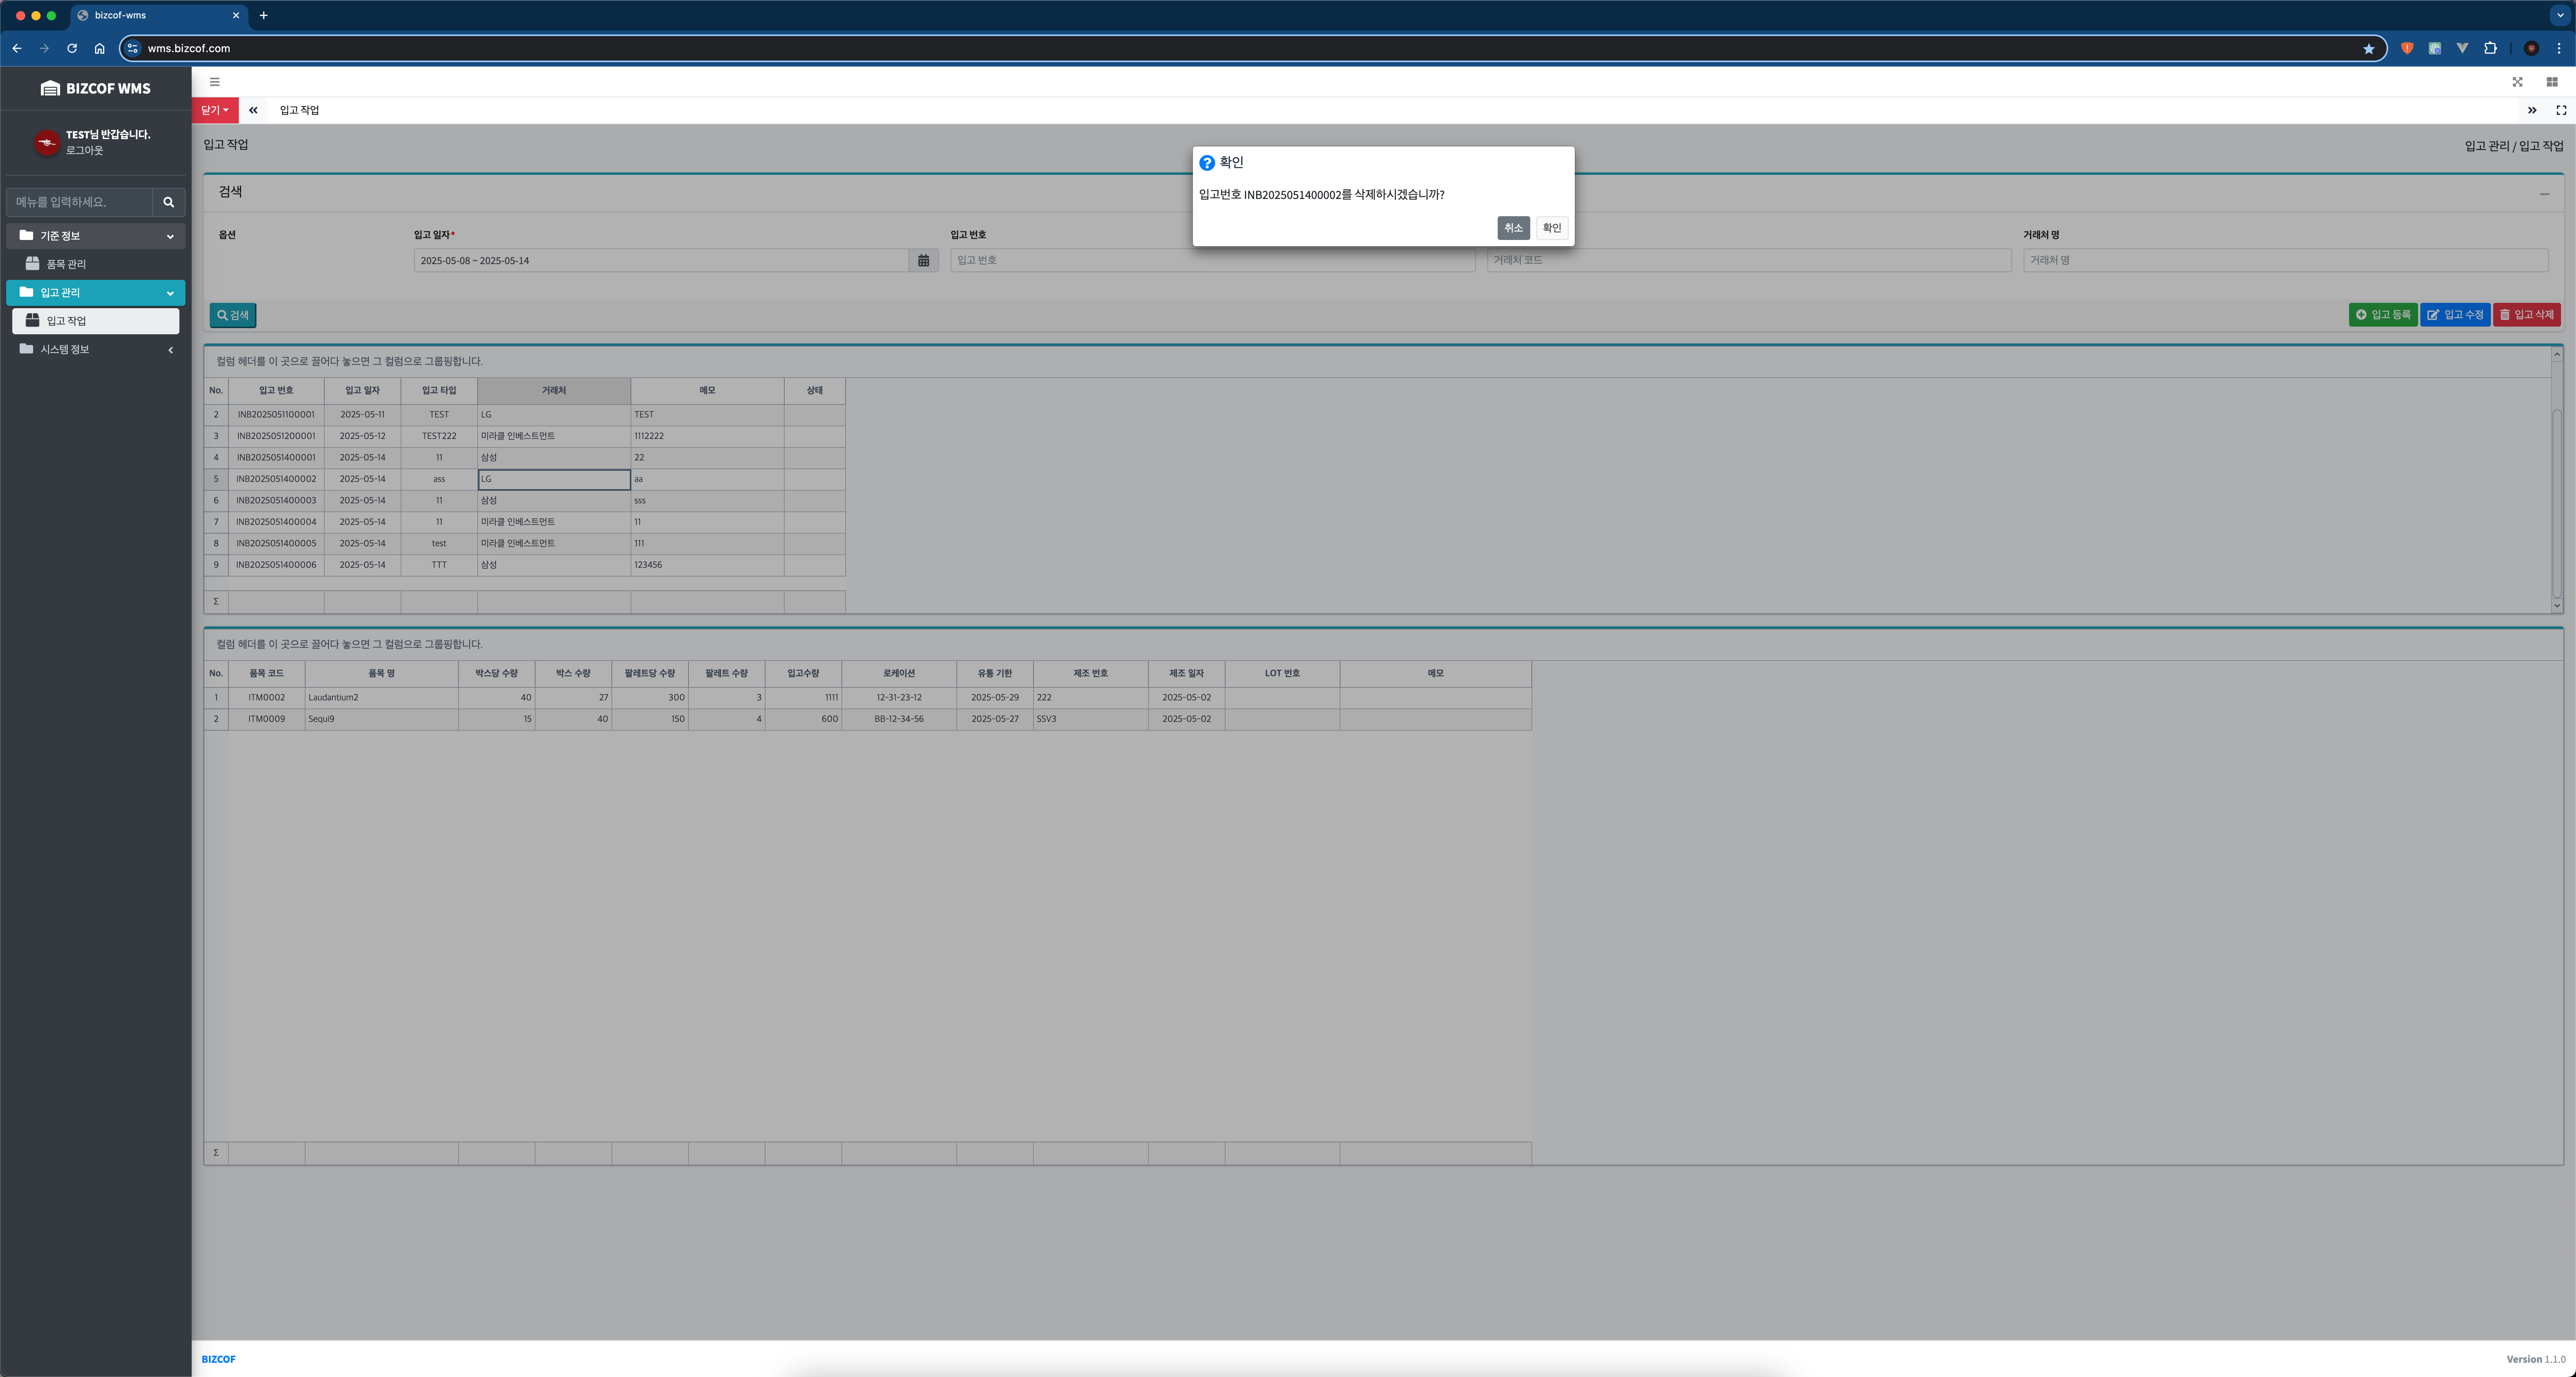 bizcof-wms
wms.bizcof.com
BIZCOF WMS
TEST님 반갑습니다.
로그아웃
메뉴를 입력하세요.
기준 정보
품목 관리
입고 관리
입고 작업
시스템 정보
닫기
입고 작업
입고 작업
입고 관리 / 입고 작업
확인
입고번호 INB2025051400002를 삭제하시겠습니까?
취소 확인
검색
옵션 입고 일자* 입고 번호 거래처 명
2025-05-08 ~ 2025-05-14 입고 번호 거래처 코드 거래처 명
검색 입고 등록 입고 수정 입고 삭제
컬럼 헤더를 이 곳으로 끌어다 놓으면 그 컬럼으로 그룹핑합니다.
No. 입고 번호 입고 일자 입고 타입 거래처 메모 상태
2 INB2025051100001 2025-05-11 TEST LG TEST
3 INB2025051200001 2025-05-12 TEST222 미라클 인베스트먼트 1112222
4 INB2025051400001 2025-05-14 11 삼성 22
5 INB2025051400002 2025-05-14 ass LG aa
6 INB2025051400003 2025-05-14 11 삼성 sss
7 INB2025051400004 2025-05-14 11 미라클 인베스트먼트 11
8 INB2025051400005 2025-05-14 test 미라클 인베스트먼트 111
9 INB2025051400006 2025-05-14 TTT 삼성 123456
Σ
컬럼 헤더를 이 곳으로 끌어다 놓으면 그 컬럼으로 그룹핑합니다.
No. 품목 코드 품목 명 박스당 수량 박스 수량 팔레트당 수량 팔레트 수량 입고수량 로케이션 유통 기한 제조 번호 제조 일자 LOT 번호 메모
1 ITM0002 Laudantium2 40 27 300 3 1111 12-31-23-12 2025-05-29 222 2025-05-02
2 ITM0009 Sequi9 15 40 150 4 600 BB-12-34-56 2025-05-27 SSV3 2025-05-02
Σ
BIZCOF
Version 1.1.0